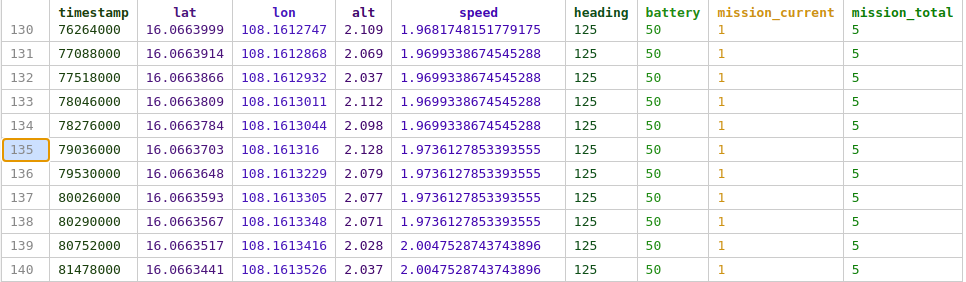 timestamp lat lon alt speed heading battery mission_current mission_total
130 76264000 16.0663999 108.1612747 2.109 1.9681748151779175 125 50 1 5
131 77088000 16.0663914 108.1612868 2.069 1.9699338674545288 125 50 1 5
132 77518000 16.0663866 108.1612932 2.037 1.9699338674545288 125 50 1 5
133 78046000 16.0663809 108.1613011 2.112 1.9699338674545288 125 50 1 5
134 78276000 16.0663784 108.1613044 2.098 1.9699338674545288 125 50 1 5
135 79036000 16.0663703 108.161316 2.128 1.9736127853393555 125 50 1 5
136 79530000 16.0663648 108.1613229 2.079 1.9736127853393555 125 50 1 5
137 80026000 16.0663593 108.1613305 2.077 1.9736127853393555 125 50 1 5
138 80290000 16.0663567 108.1613348 2.071 1.9736127853393555 125 50 1 5
139 80752000 16.0663517 108.1613416 2.028 2.0047528743743896 125 50 1 5
140 81478000 16.0663441 108.1613526 2.037 2.0047528743743896 125 50 1 5